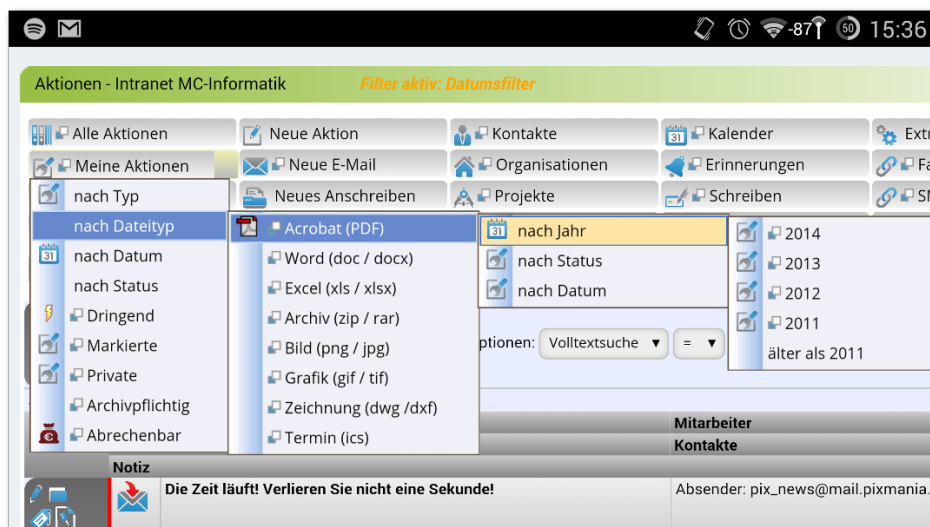 -87 50 15:36
Aktionen - Intranet MC-Informatik Filter aktiv: Datumsfilter
Alle Aktionen Neue Aktion Kontakte Kalender
Meine Aktionen Neue E-Mail Organisationen Erinnerungen
Neues Anschreiben Projekte Schreiben
nach Typ
nach Dateityp
nach Datum
nach Status
Dringend
Markierte
Private
Archivpflichtig
Abrechenbar
Acrobat (PDF)
Word (doc / docx)
Excel (xls / xlsx)
Archiv (zip / rar)
Bild (png / jpg)
Grafik (gif / tif)
Zeichnung (dwg /dxf)
Termin (ics)
nach Jahr
nach Status
nach Datum
2014
2013
2012
2011
älter als 2011
ptionen: Volltextsuche =
Mitarbeiter
Kontakte
Notiz
Die Zeit läuft! Verlieren Sie nicht eine Sekunde! Absender: pix_news@mail.pixmania.